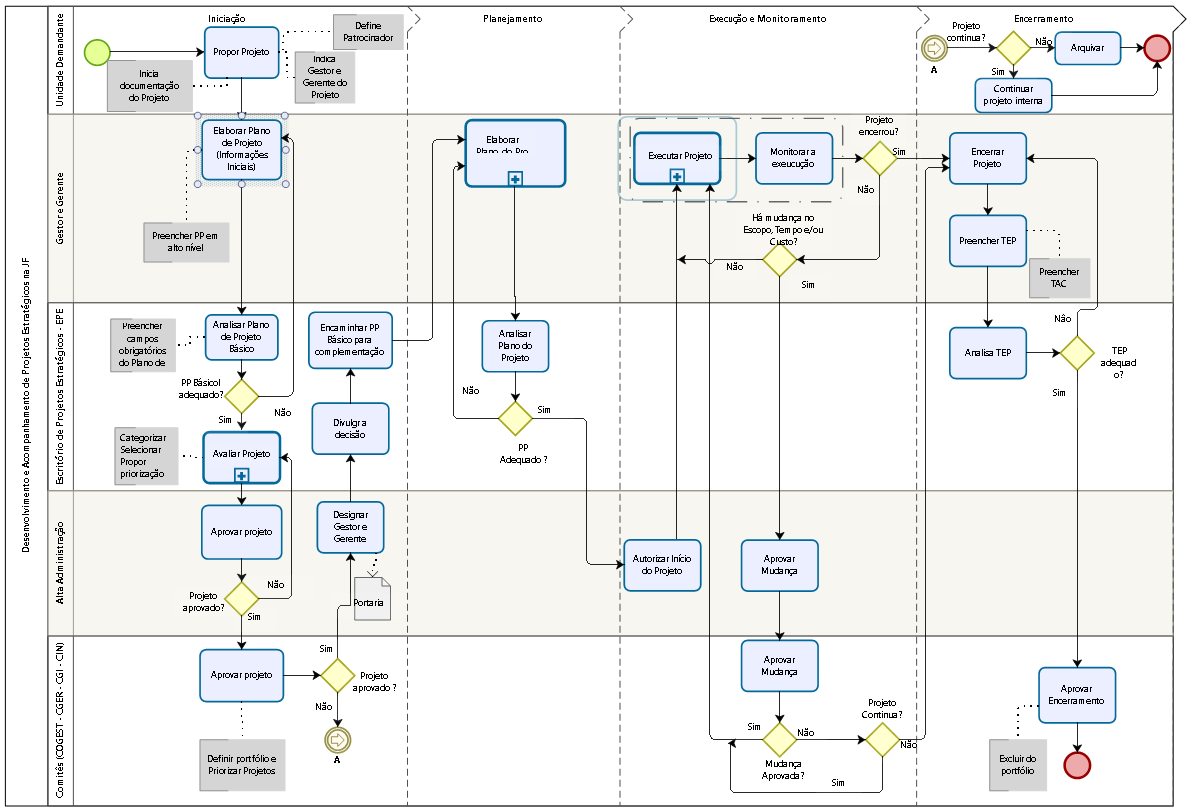 Desenvolvimento e Acompanhamento de Projetos Estratégicos na JF
Iniciação
Planejamento
Execução e Monitoramento
Encerramento
Unidade Demandante
Propor Projeto
Define
Patrocinador
Inicia
documentação
do Projeto
Indica
Gestor e
Gerente do
Projeto
A
Projeto
continua?
Não
Arquivar
Sim
Continuar
projeto interna
Gestor e Gerente
Elaborar Plano
de Projeto
(Informações
Iniciais)
Preencher PP em
alto nível
Elaborar
Plano do Pro
Executar Projeto
Monitorar a
exeucução
Projeto
encerrou?
Sim
Não
Há mudança no
Escopo, Tempo e/ou
Custo?
Não
Sim
Encerrar
Projeto
Preencher TEP
Preencher
TAC
Escritório de Projetos Estratégicos - EPE
Preencher
campos
obrigatórios
do Plano de
Analisar Plano
de Projeto
Básico
PP Básicol
adequado?
Não
Sim
Categorizar
Selecionar
Propor
priorização
Avaliar Projeto
Encaminhar PP
Básico para
complementação
Divulgra
decisão
Analisar
Plano do
Projeto
Não
Sim
PP
Adequado ?
Analisa TEP
Não
TEP
adequad
o?
Sim
Alta Administração
Aprovar projeto
Projeto
aprovado?
Não
Sim
Designar
Gestor e
Gerente
Portaria
Autorizar Início
do Projeto
Aprovar
Mudança
Comitês (COGEST - CGER - CGI - CIN)
Aprovar projeto
Definir portfólio e
Priorizar Projetos
Sim
Projeto
aprovado ?
Não
A
Aprovar
Mudança
Sim
Não
Mudança
Aprovada?
Projeto
Continua?
Não
Sim
Aprovar
Encerramento
Excluir do
portfólio